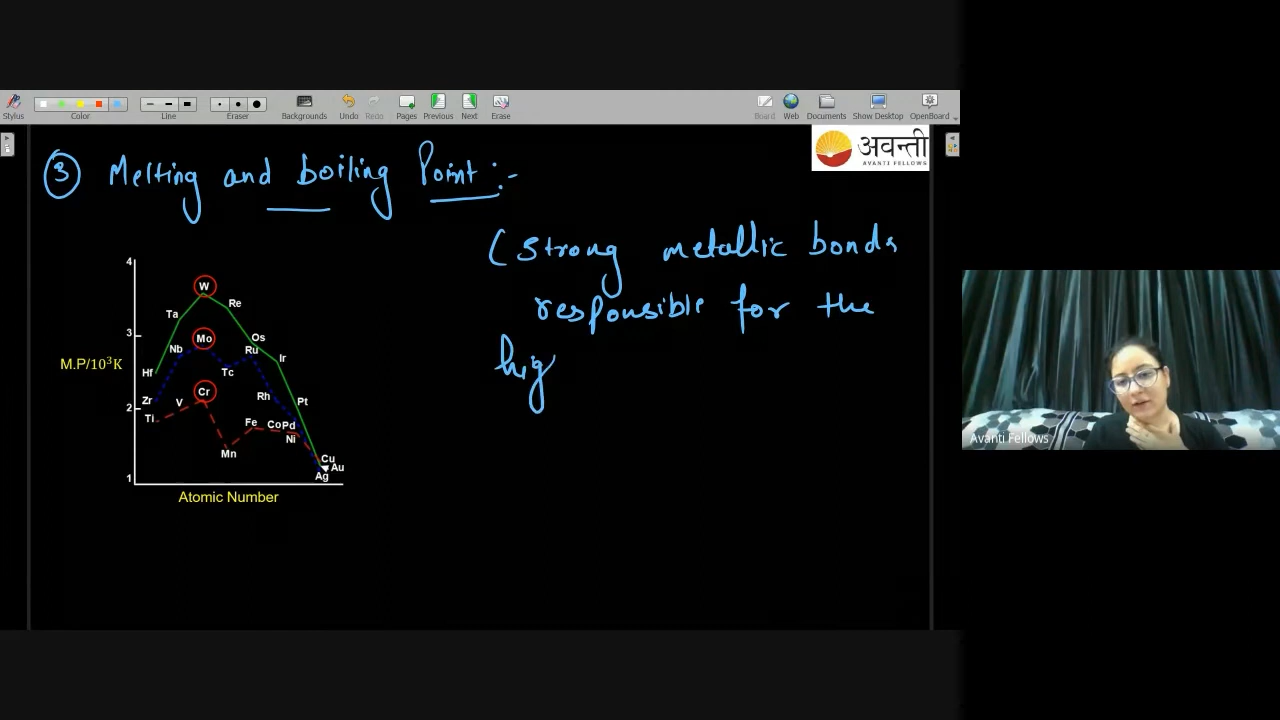 Stylus
Color
Line
Eraser
Backgrounds
Undo
Redo
Pages
Previous
Next
Erase
Board
Web
Documents
Show Desktop
OpenBoard
अवन्ती
AVANTI FELLOWS
3 Melting and boiling Point :-
(strong metallic bonds
responsible for the
hig
4
3
2
1
M.P/10³K
W
Re
Ta
Os
Mo
Nb
Ru
Ir
Hf
Tc
Zr
Cr
Rh
Pt
Ti
V
Fe
Co
Pd
Ni
Mn
Cu
Au
Ag
Atomic Number
Avanti Fellows